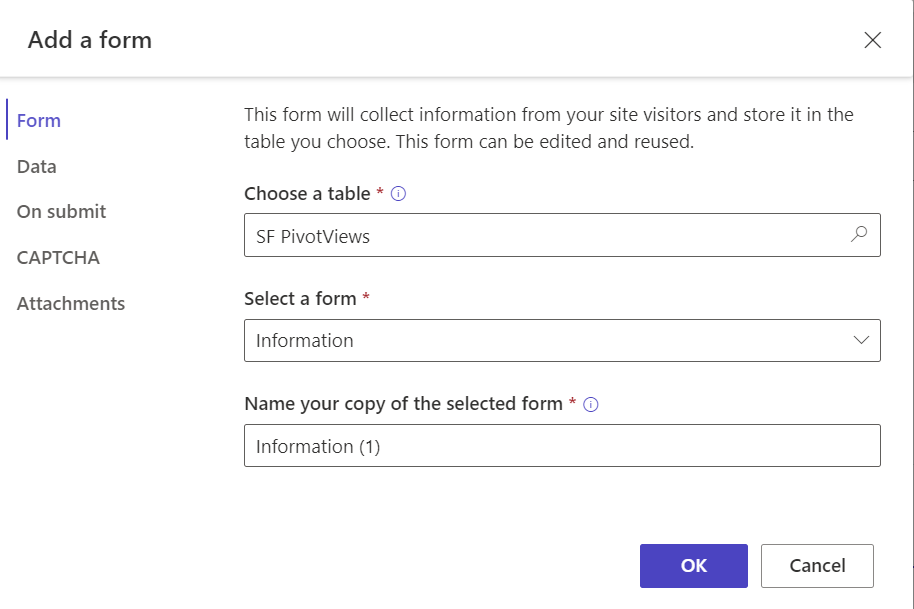 Add a form
Form
Data
On submit
CAPTCHA
Attachments
This form will collect information from your site visitors and store it in the
table you choose. This form can be edited and reused.
Choose a table *
SF PivotViews
Select a form *
Information
Name your copy of the selected form *
Information (1)
OK
Cancel